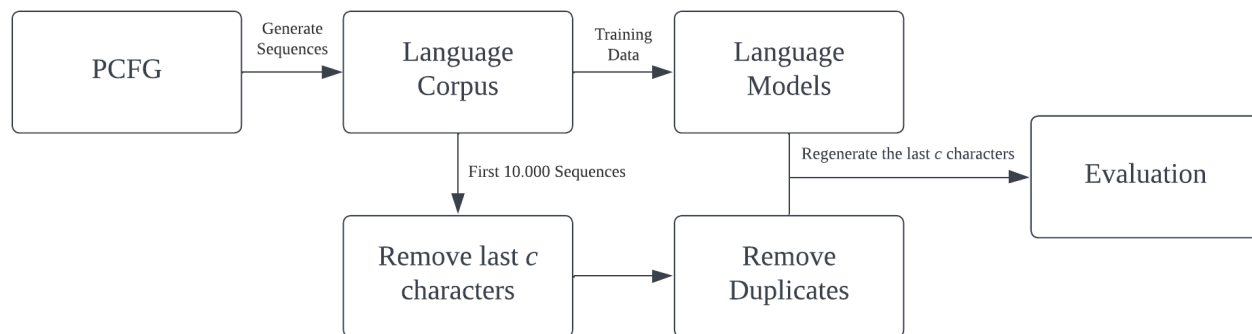 PCFG
Generate
Sequences
Language
Corpus
Training
Data
Language
Models
Regenerate the last c characters
Evaluation
First 10.000 Sequences
Remove last c
characters
Remove
Duplicates